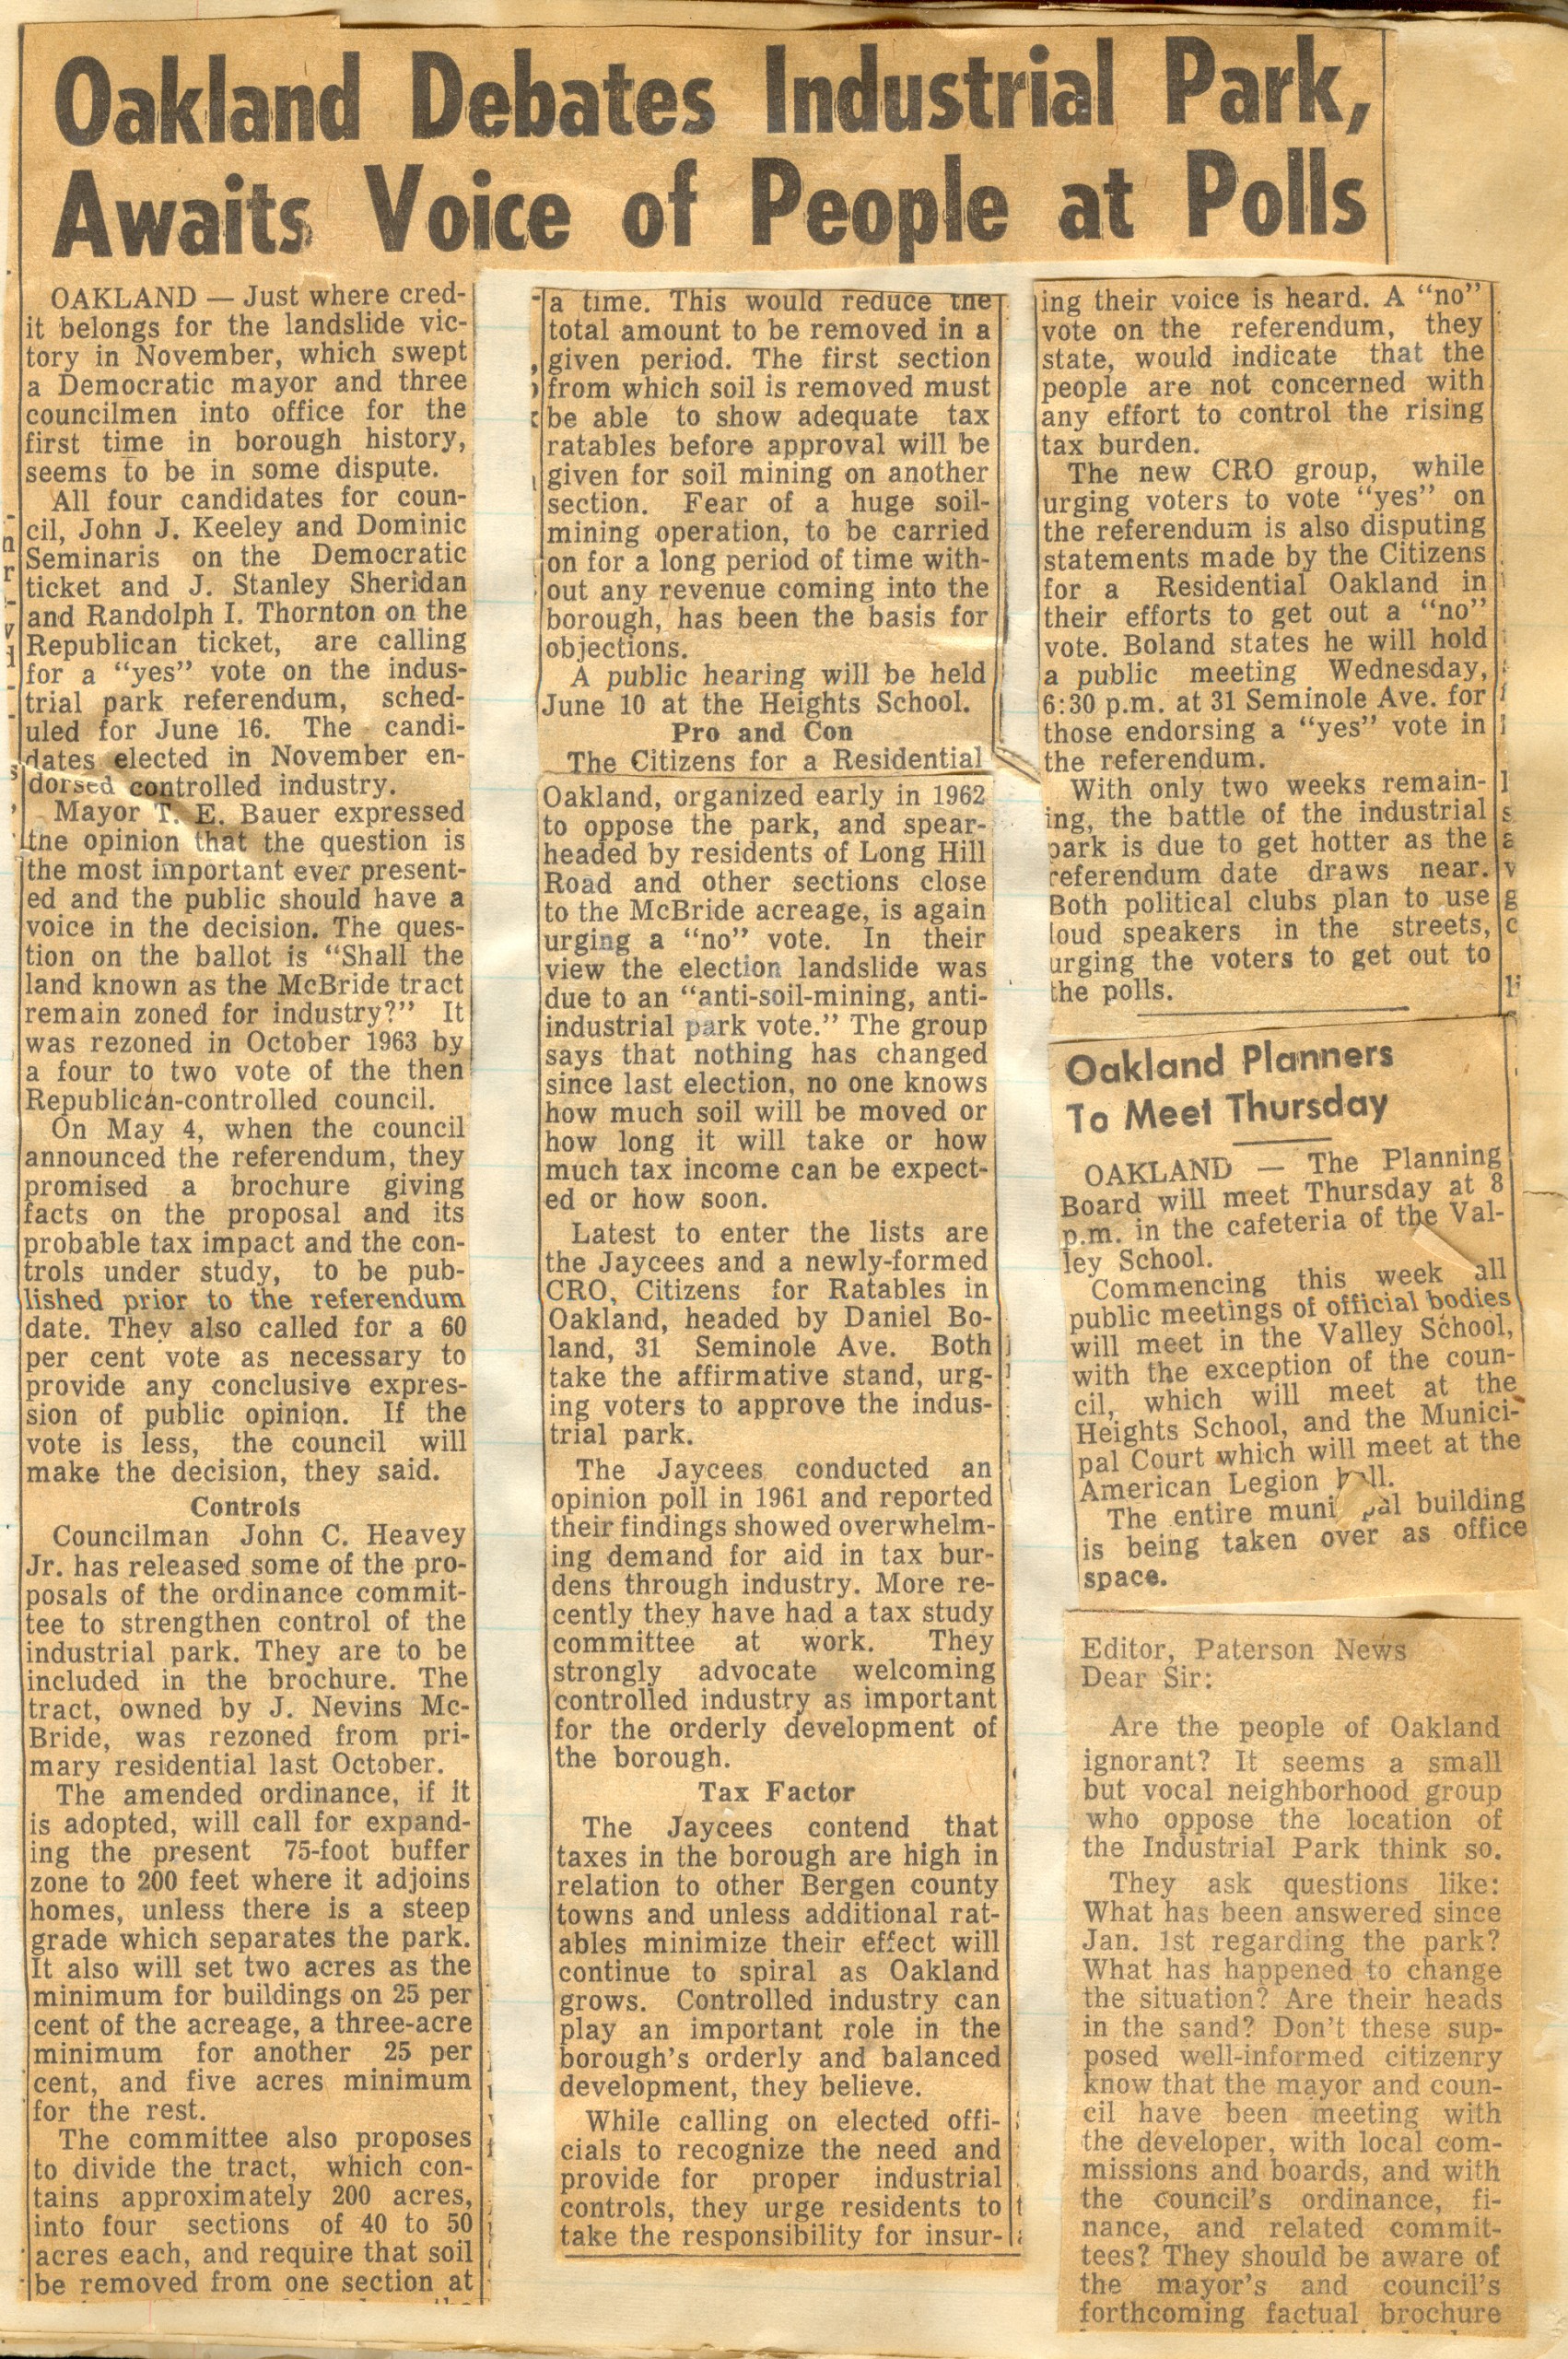 Oakland Debates Industrial Park,
Awaits Voice of People at Polls
OAKLAND — Just where cred-
it belongs for the landslide vic-
tory in November, which swept
a Democratic mayor and three
councilmen into office for the
first time in borough history,
seems to be in some dispute.
All four candidates for coun-
cil, John J. Keeley and Dominic
Seminaris on the Democratic
ticket and J. Stanley Sheridan
and Randolph I. Thornton on the
Republican ticket, are calling
for a “yes” vote on the indus-
trial park referendum, sched-
uled for June 16. The candi-
dates elected in November en-
dorsed controlled industry.
Mayor T. E. Bauer expressed
the opinion that the question is
the most important ever present-
ed and the public should have a
voice in the decision. The ques-
tion on the ballot is “Shall the
land known as the McBride tract
remain zoned for industry?” It
was rezoned in October 1963 by
a four to two vote of the then
Republican-controlled council.
On May 4, when the council
announced the referendum, they
promised a brochure giving
facts on the proposal and its
probable tax impact and the con-
trols under study, to be pub-
lished prior to the referendum
date. They also called for a 60
per cent vote as necessary to
provide any conclusive expres-
sion of public opinion. If the
vote is less, the council will
make the decision, they said.
Controls
Councilman John C. Heavey
Jr. has released some of the pro-
posals of the ordinance commit-
tee to strengthen control of the
industrial park. They are to be
included in the brochure. The
tract, owned by J. Nevins Mc-
Bride, was rezoned from pri-
mary residential last October.
The amended ordinance, if it
is adopted, will call for expand-
ing the present 75-foot buffer
zone to 200 feet where it adjoins
homes, unless there is a steep
grade which separates the park.
It also will set two acres as the
minimum for buildings on 25 per
cent of the acreage, a three-acre
minimum for another 25 per
cent, and five acres minimum
for the rest.
The committee also proposes
to divide the tract, which con-
tains approximately 200 acres,
into four sections of 40 to 50
acres each, and require that soil
be removed from one section at
a time. This would reduce the
total amount to be removed in a
given period. The first section
from which soil is removed must
be able to show adequate tax
ratables before approval will be
given for soil mining on another
section. Fear of a huge soil-
mining operation, to be carried
on for a long period of time with-
out any revenue coming into the
borough, has been the basis for
objections.
A public hearing will be held
June 10 at the Heights School.
Pro and Con
The Citizens for a Residential
Oakland, organized early in 1962
to oppose the park, and spear-
headed by residents of Long Hill
Road and other sections close
to the McBride acreage, is again
urging a “no” vote. In their
view the election landslide was
due to an “anti-soil-mining, anti-
industrial park vote.” The group
says that nothing has changed
since last election, no one knows
how much soil will be moved or
how long it will take or how
much tax income can be expect-
ed or how soon.
Latest to enter the lists are
the Jaycees and a newly-formed
CRO, Citizens for Ratables in
Oakland, headed by Daniel Bo-
land, 31 Seminole Ave. Both
take the affirmative stand, urg-
ing voters to approve the indus-
trial park.
The Jaycees conducted an
opinion poll in 1961 and reported
their findings showed overwhelm-
ing demand for aid in tax bur-
dens through industry. More re-
cently they have had a tax study
committee at work. They
strongly advocate welcoming
controlled industry as important
for the orderly development of
the borough.
Tax Factor
The Jaycees contend that
taxes in the borough are high in
relation to other Bergen county
towns and unless additional rat-
ables minimize their effect will
continue to spiral as Oakland
grows. Controlled industry can
play an important role in the
borough's orderly and balanced
development, they believe.
While calling on elected offi-
cials to recognize the need and
provide for proper industrial
controls, they urge residents to
take the responsibility for insur-
ing their voice is heard. A “no”
vote on the referendum, they
state, would indicate that the
people are not concerned with
any effort to control the rising
tax burden.
The new CRO group, while
urging voters to vote “yes” on
the referendum is also disputing
statements made by the Citizens
for a Residential Oakland in
their efforts to get out a “no”
vote. Boland states he will hold
a public meeting Wednesday,
6:30 p.m. at 31 Seminole Ave. for
those endorsing a “yes” vote in
the referendum.
With only two weeks remain-
ing, the battle of the industrial
park is due to get hotter as the
referendum date draws near.
Both political clubs plan to use
loud speakers in the streets,
urging the voters to get out to
the polls.
Oakland Planners
To Meet Thursday
OAKLAND — The Planning
Board will meet Thursday at 8
p.m. in the cafeteria of the Val-
ley School.
Commencing this week all
public meetings of official bodies
will meet in the Valley School,
with the exception of the coun-
cil, which will meet at the
Heights School, and the Munici-
pal Court which will meet at the
American Legion hall.
The entire municipal building
is being taken over as office
space.
Editor, Paterson News
Dear Sir:
Are the people of Oakland
ignorant? It seems a small
but vocal neighborhood group
who oppose the location of
the Industrial Park think so.
They ask questions like:
What has been answered since
Jan. 1st regarding the park?
What has happened to change
the situation? Are their heads
in the sand? Don't these sup-
posed well-informed citizenry
know that the mayor and coun-
cil have been meeting with
the developer, with local com-
missions and boards, and with
the council's ordinance, fi-
nance, and related commit-
tees? They should be aware of
the mayor's and council's
forthcoming factual brochure